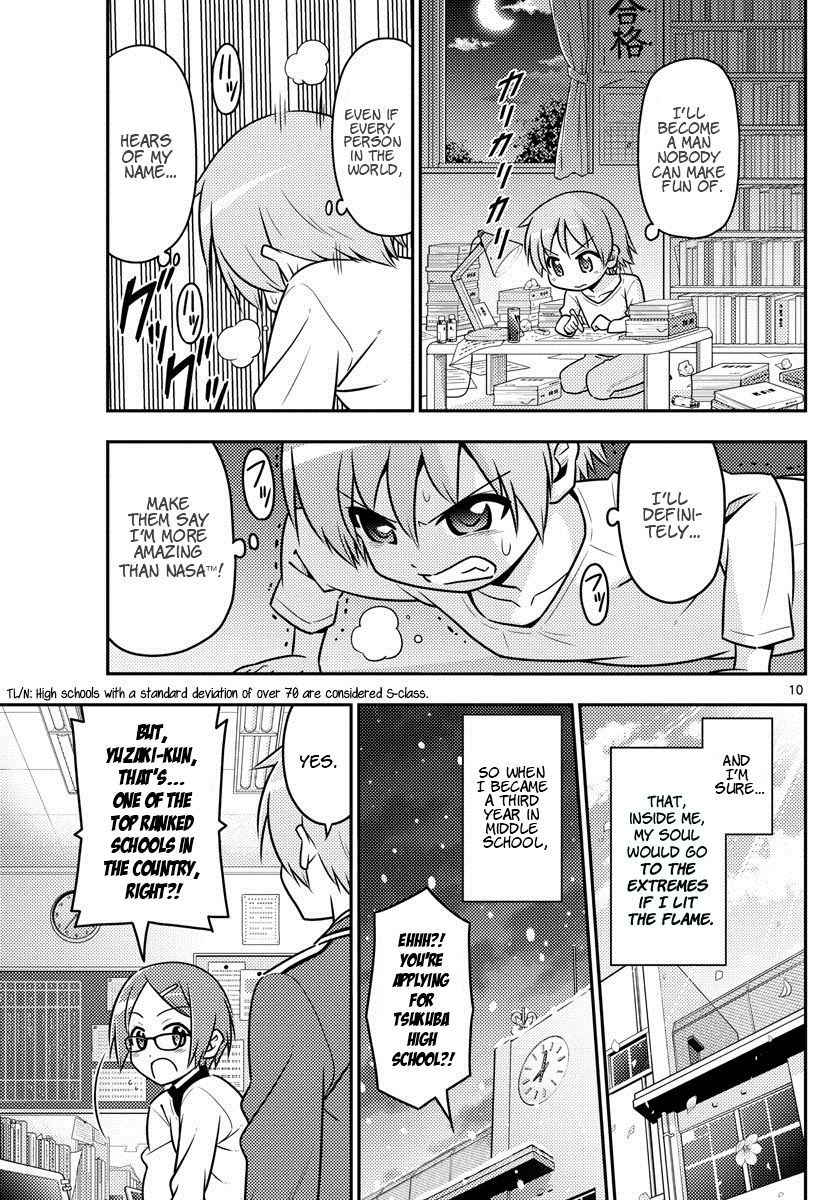 合格
I'LL
BECOME
A MAN
NOBODY
CAN MAKE
FUN OF.
カリカリカリ
EVEN IF
EVERY
PERSON
IN THE
WORLD,
HEARS
OF MY
NAME...
グッ
グッ
I'LL
DEFINI-
TELY...
MAKE
THEM SAY
I'M MORE
AMAZING
THAN NASA™!
フッ
フッ
TL/N: High schools with a standard deviation of over 70 are considered S-class.
10
AND
I'M
SURE...
THAT,
INSIDE ME,
MY SOUL
WOULD GO
TO THE
EXTREMES
IF I LIT
THE FLAME.
SO WHEN
I BECAME
A THIRD
YEAR IN
MIDDLE
SCHOOL,
EHHH?!
YOU'RE
APPLYING
FOR
TSUKUBA
HIGH
SCHOOL?!
YES.
BUT,
YUZAKI-KUN,
THAT'S...
ONE OF THE
TOP RANKED
SCHOOLS IN
THE COUNTRY,
RIGHT?!